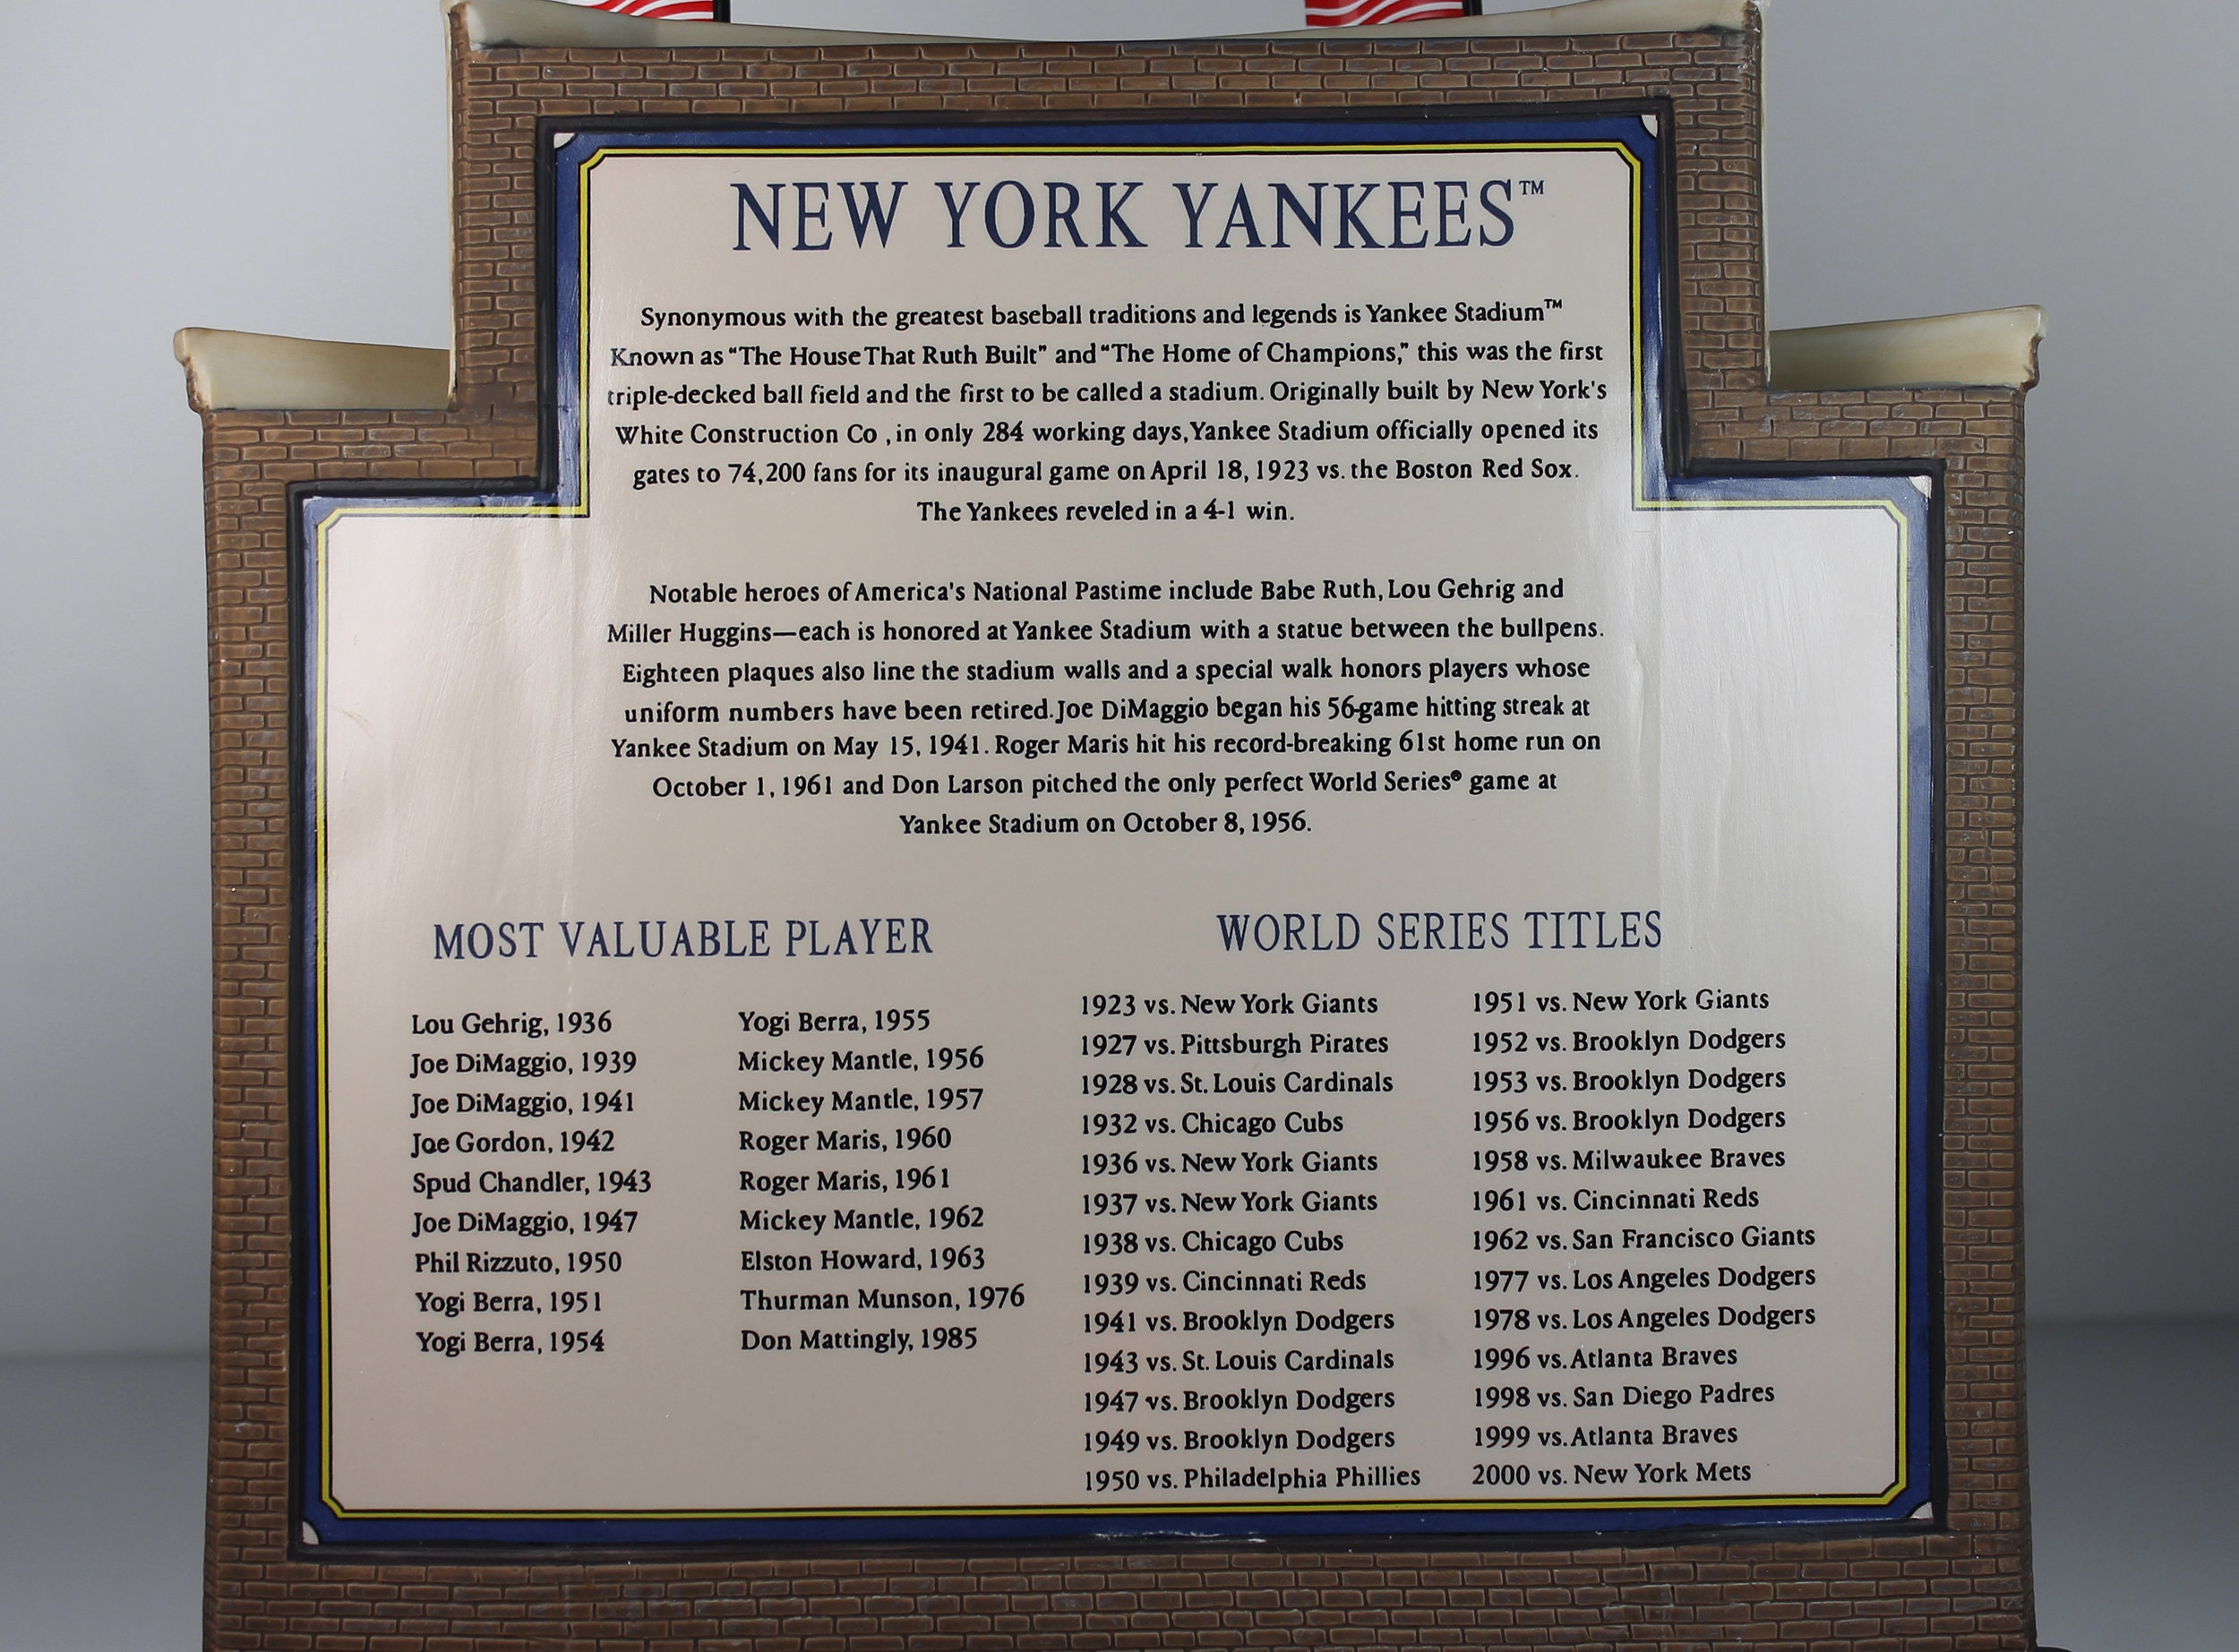 NEW YORK YANKEES™
Synonymous with the greatest baseball traditions and legends is Yankee Stadium™
Known as "The House That Ruth Built" and "The Home of Champions," this was the first
triple-decked ball field and the first to be called a stadium. Originally built by New York's
White Construction Co , in only 284 working days, Yankee Stadium officially opened its
gates to 74,200 fans for its inaugural game on April 18, 1923 vs. the Boston Red Sox.
The Yankees reveled in a 4-1 win.
Notable heroes of America's National Pastime include Babe Ruth, Lou Gehrig and
Miller Huggins—each is honored at Yankee Stadium with a statue between the bullpens.
Eighteen plaques also line the stadium walls and a special walk honors players whose
uniform numbers have been retired. Joe DiMaggio began his 56-game hitting streak at
Yankee Stadium on May 15, 1941. Roger Maris hit his record-breaking 61st home run on
October 1, 1961 and Don Larson pitched the only perfect World Series® game at
Yankee Stadium on October 8, 1956.
MOST VALUABLE PLAYER
Lou Gehrig, 1936
Joe DiMaggio, 1939
Joe DiMaggio, 1941
Joe Gordon, 1942
Spud Chandler, 1943
Joe DiMaggio, 1947
Phil Rizzuto, 1950
Yogi Berra, 1951
Yogi Berra, 1954
Yogi Berra, 1955
Mickey Mantle, 1956
Mickey Mantle, 1957
Roger Maris, 1960
Roger Maris, 1961
Mickey Mantle, 1962
Elston Howard, 1963
Thurman Munson, 1976
Don Mattingly, 1985
WORLD SERIES TITLES
1923 vs. New York Giants
1927 vs. Pittsburgh Pirates
1928 vs. St. Louis Cardinals
1932 vs. Chicago Cubs
1936 vs. New York Giants
1937 vs. New York Giants
1938 vs. Chicago Cubs
1939 vs. Cincinnati Reds
1941 vs. Brooklyn Dodgers
1943 vs. St. Louis Cardinals
1947 vs. Brooklyn Dodgers
1949 vs. Brooklyn Dodgers
1950 vs. Philadelphia Phillies
1951 vs. New York Giants
1952 vs. Brooklyn Dodgers
1953 vs. Brooklyn Dodgers
1956 vs. Brooklyn Dodgers
1958 vs. Milwaukee Braves
1961 vs. Cincinnati Reds
1962 vs. San Francisco Giants
1977 vs. Los Angeles Dodgers
1978 vs. Los Angeles Dodgers
1996 vs. Atlanta Braves
1998 vs. San Diego Padres
1999 vs. Atlanta Braves
2000 vs. New York Mets